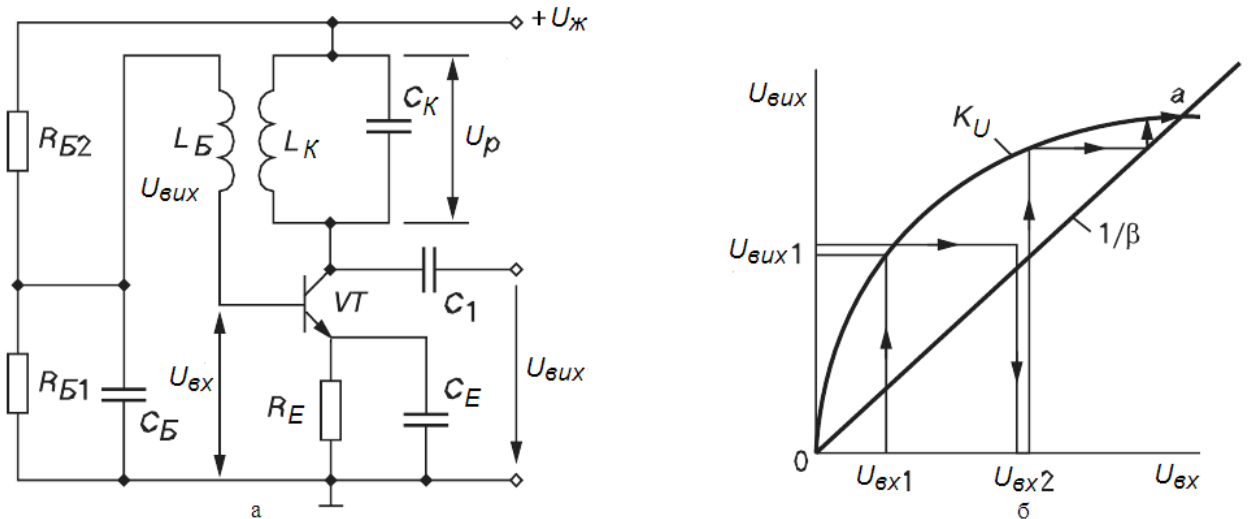 + Uж
RБ2
LБ
LК
CК
Uр
Uвих
RБ1
CБ
Uвх
VT
C1
RE
CE
Uвих
а
Uвих
KU
а
1/β
Uвих1
0
Uвх1
Uвх2
Uвх
б